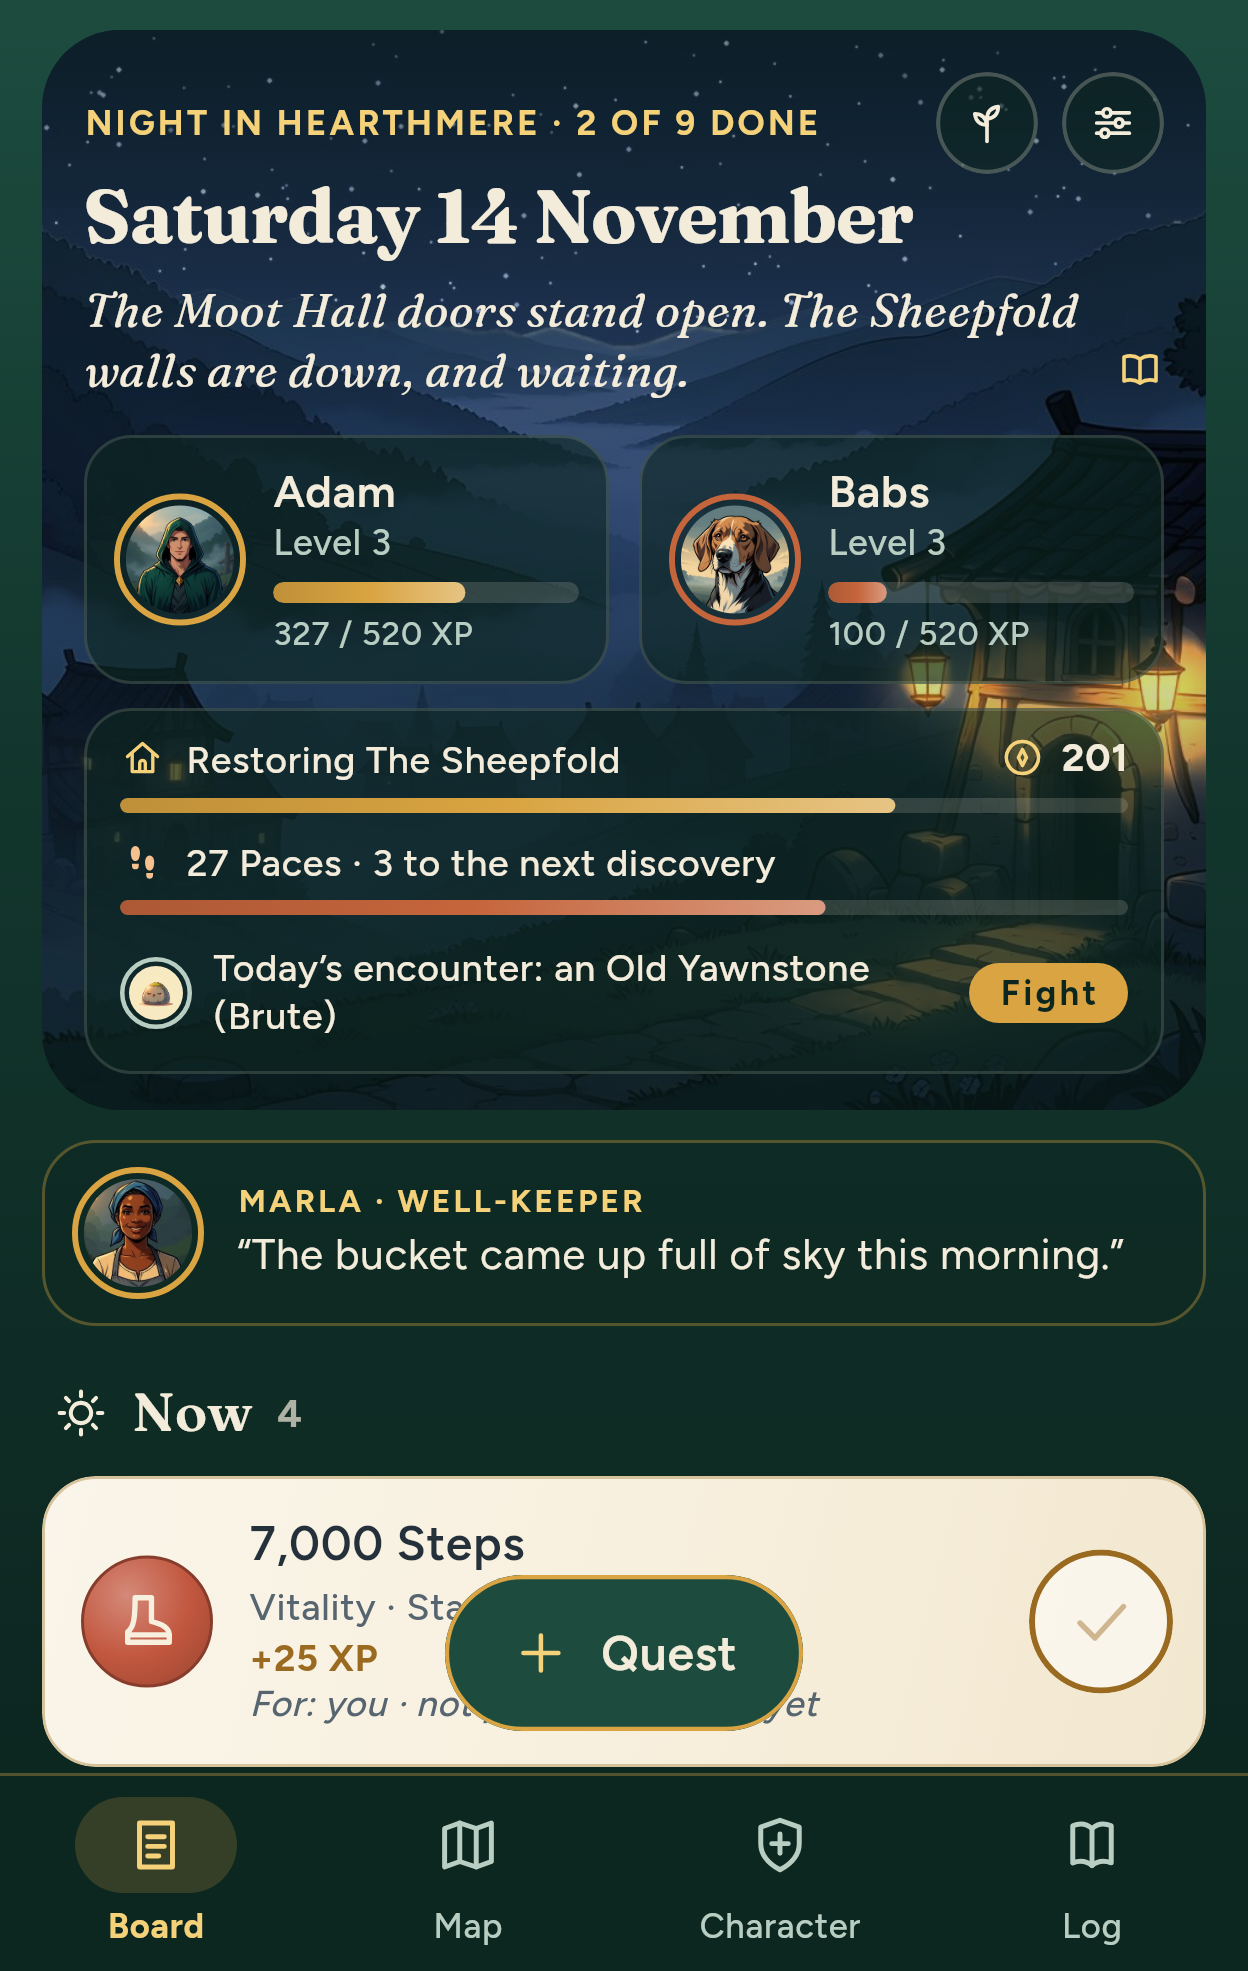 NIGHT IN HEARTHMERE · 2 OF 9 DONE
Saturday 14 November
The Moot Hall doors stand open. The Sheepfold
walls are down, and waiting.
Adam
Level 3
327 / 520 XP
Babs
Level 3
100 / 520 XP
Restoring The Sheepfold
201
27 Paces · 3 to the next discovery
Today’s encounter: an Old Yawnstone
(Brute)
Fight
MARLA · WELL-KEEPER
“The bucket came up full of sky this morning.”
Now 4
7,000 Steps
Vitality ·
+25 XP
For: you ·
Quest
Board
Map
Character
Log